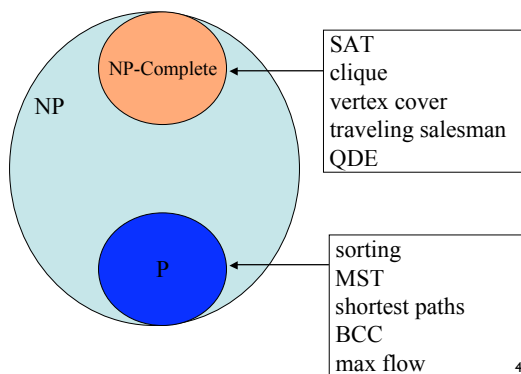 NP-Complete
NP
P
SAT
clique
vertex cover
traveling salesman
QDE
sorting
MST
shortest paths
BCC
max flow
4